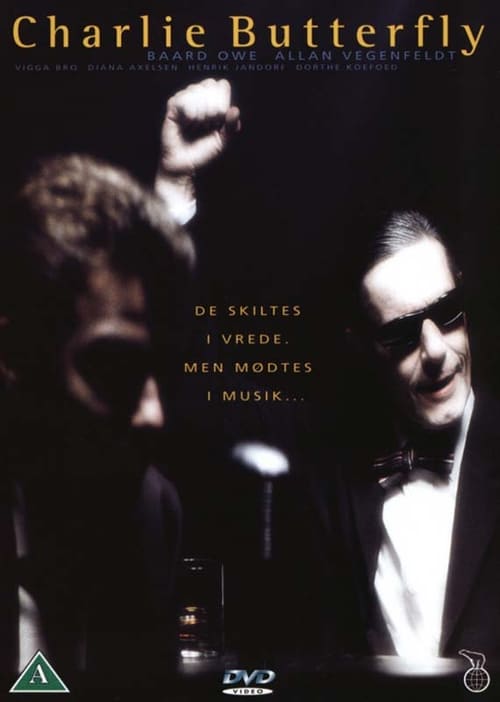 Charlie Butterfly
BAARD OWE ALLAN VEGENFELDT
VIGGA BRO DIANA AXELSEN HENRIK JANDORF DORTHE KOEFOED
DE SKILTES
I VREDE.
MEN MØDTES
I MUSIK...
A
DVD
VIDEO